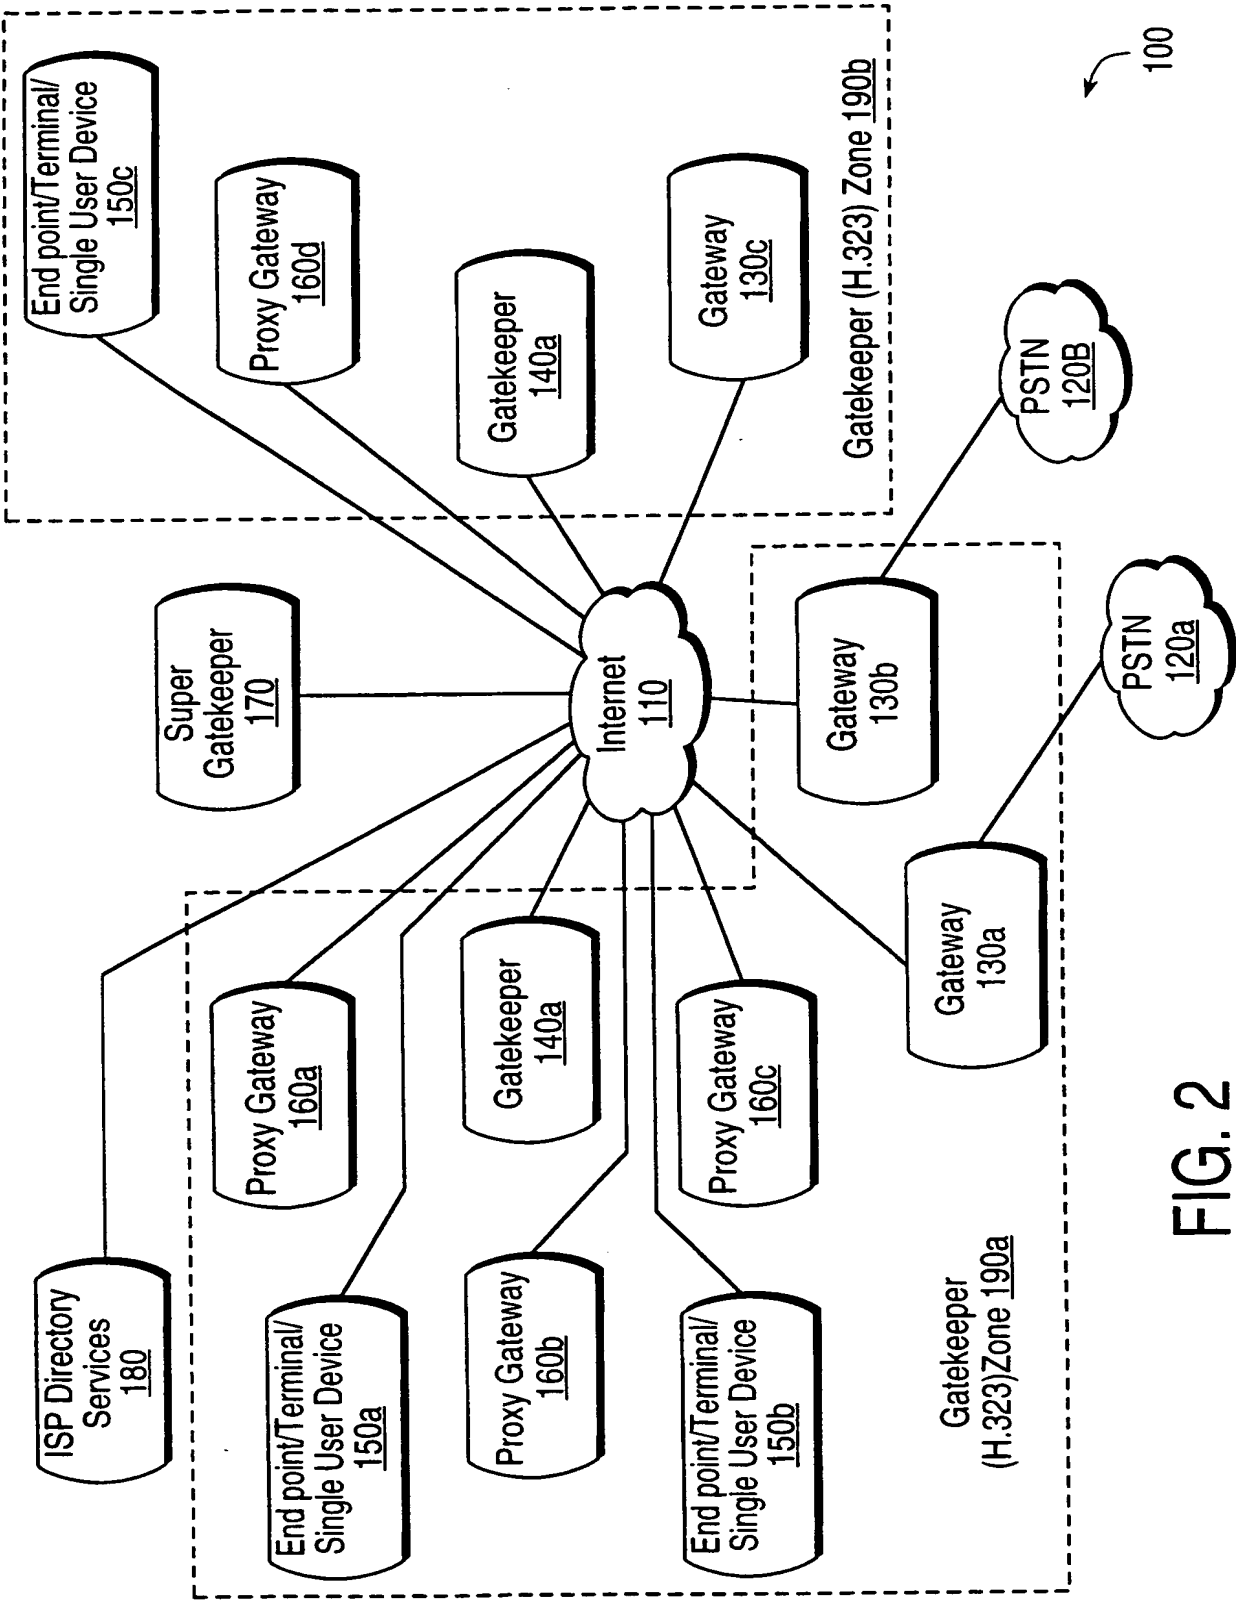 ISP Directory
Services
180
Super
Gatekeeper
170
End point/Terminal/
Single User Device
150c
Proxy Gateway
160a
Proxy Gateway
160d
End point/Terminal/
Single User Device
150a
Gatekeeper
140a
Gatekeeper
140a
Internet
110
Proxy Gateway
160b
Proxy Gateway
160c
Gateway
130c
End point/Terminal/
Single User Device
150b
Gateway
130b
Gatekeeper (H.323) Zone 190b
Gateway
130a
Gatekeeper
(H.323)Zone 190a
PSTN
120B
PSTN
120a
100
FIG. 2